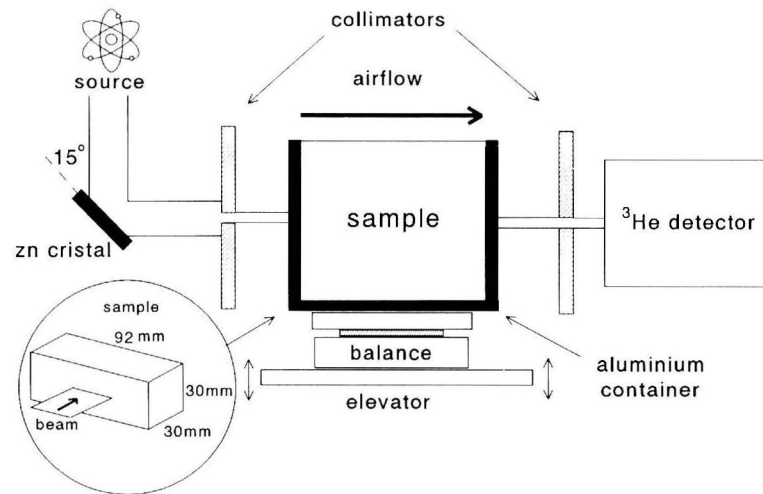 collimators
source
airflow
15°
sample
³He detector
zn cristal
sample
92 mm
30mm
30mm
beam
balance
elevator
aluminium
container